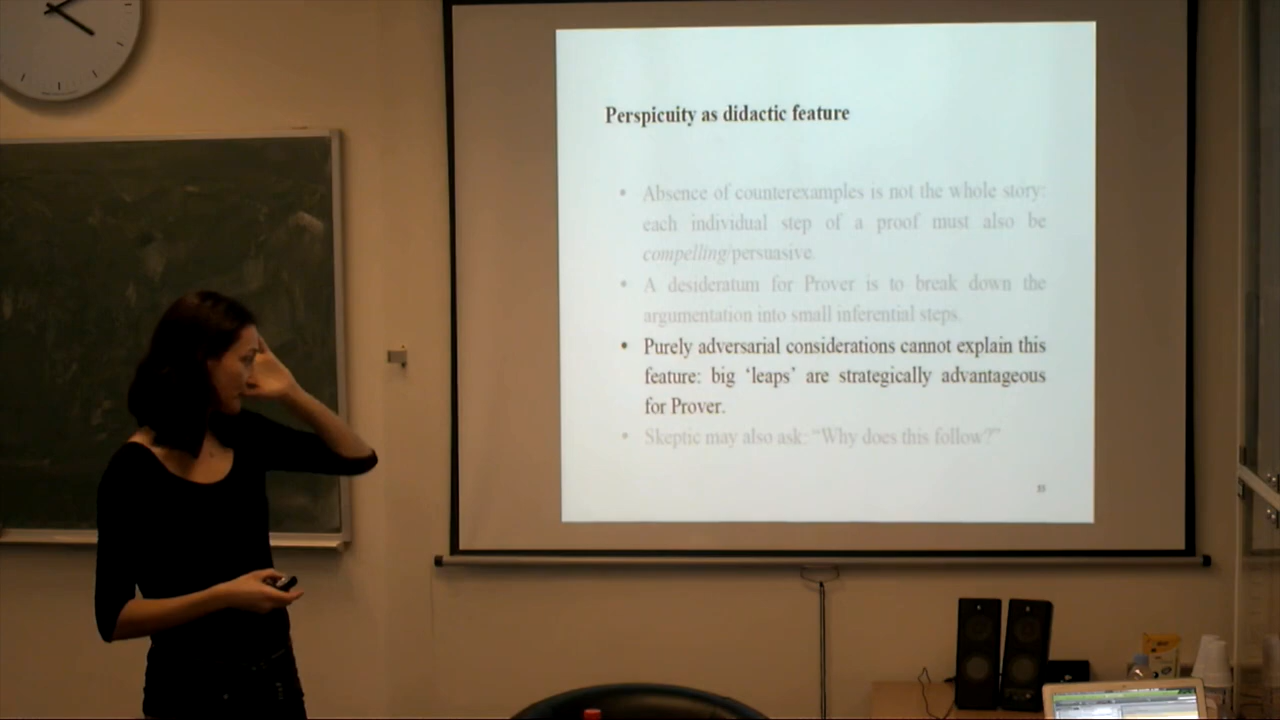 Perspicuity as didactic feature
• Absence of counterexamples is not the whole story:
each individual step of a proof must also be
compelling/persuasive.
• A desideratum for Prover is to break down the
argumentation into small inferential steps.
• Purely adversarial considerations cannot explain this
feature: big ‘leaps’ are strategically advantageous
for Prover.
• Skeptic may also ask: “Why does this follow?”